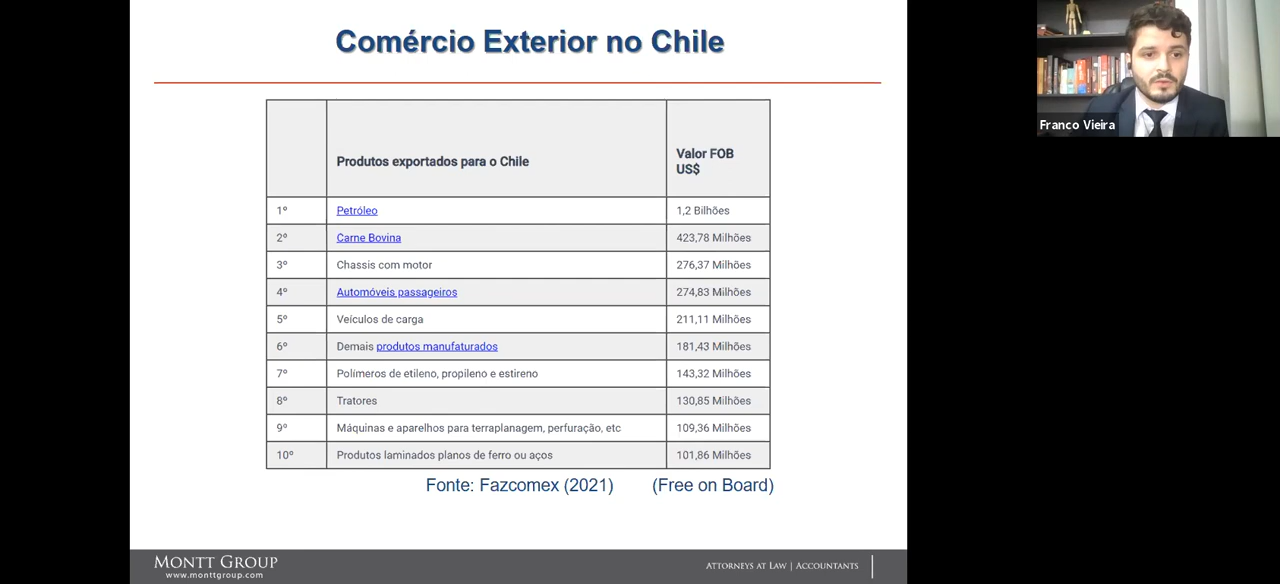 Comércio Exterior no Chile
Franco Vieira
Produtos exportados para o Chile
Valor FOB
US$
1º Petróleo 1,2 Bilhões
2º Carne Bovina 423,78 Milhões
3º Chassis com motor 276,37 Milhões
4º Automóveis passageiros 274,83 Milhões
5º Veículos de carga 211,11 Milhões
6º Demais produtos manufaturados 181,43 Milhões
7º Polímeros de etileno, propileno e estireno 143,32 Milhões
8º Tratores 130,85 Milhões
9º Máquinas e aparelhos para terraplanagem, perfuração, etc 109,36 Milhões
10º Produtos laminados planos de ferro ou aços 101,86 Milhões
Fonte: Fazcomex (2021) (Free on Board)
MONTT GROUP
www.monttgroup.com
ATTORNEYS AT LAW | ACCOUNTANTS